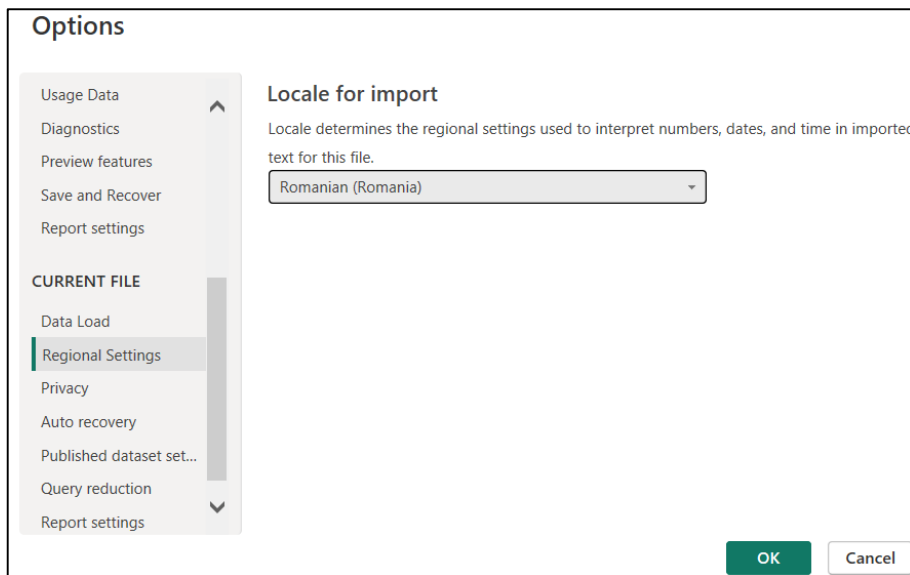 Options
Usage Data
Diagnostics
Preview features
Save and Recover
Report settings
CURRENT FILE
Data Load
Regional Settings
Privacy
Auto recovery
Published dataset set...
Query reduction
Report settings
Locale for import
Locale determines the regional settings used to interpret numbers, dates, and time in imported
text for this file.
Romanian (Romania)
OK
Cancel